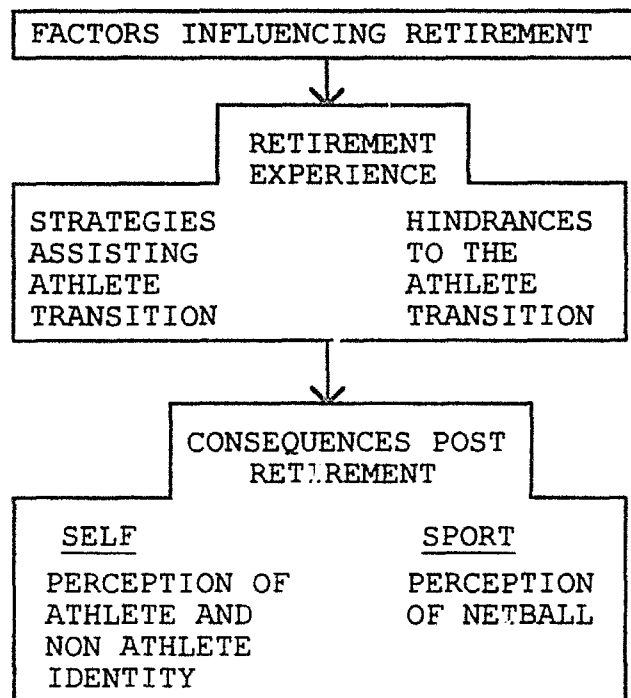 FACTORS INFLUENCING RETIREMENT
RETIREMENT
EXPERIENCE
STRATEGIES
ASSISTING
ATHLETE
TRANSITION
HINDRANCES
TO THE
ATHLETE
TRANSITION
CONSEQUENCES POST
RETIREMENT
SELF
PERCEPTION OF
ATHLETE AND
NON ATHLETE
IDENTITY
SPORT
PERCEPTION
OF NETBALL